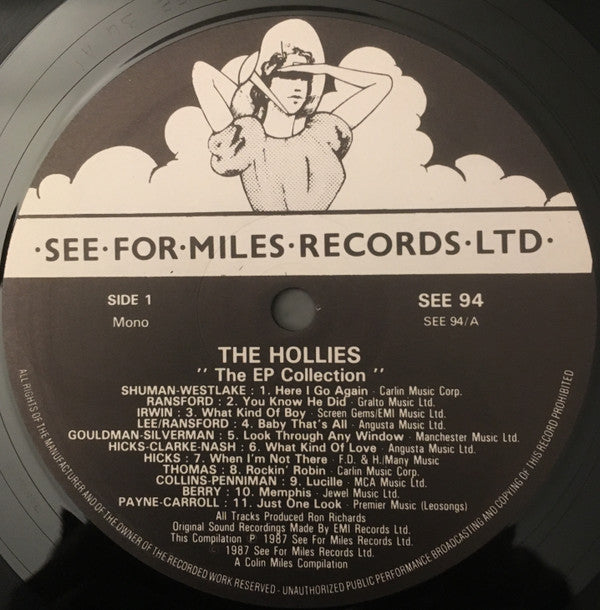 ·SEE·FOR·MILES·RECORDS·LTD·
SIDE 1
Mono
SEE 94
SEE 94/A
THE HOLLIES
'' The EP Collection ''
SHUMAN-WESTLAKE : 1. Here I Go Again · Carlin Music Corp.
RANSFORD : 2. You Know He Did · Gralto Music Ltd.
IRWIN : 3. What Kind Of Boy · Screen Gems/EMI Music Ltd.
LEE/RANSFORD : 4. Baby That's All · Angusta Music Ltd.
GOULDMAN-SILVERMAN : 5. Look Through Any Window · Manchester Music Ltd.
HICKS-CLARKE-NASH : 6. What Kind Of Love · Angusta Music Ltd.
HICKS : 7. When I'm Not There · F.D. & H./Many Music
THOMAS : 8. Rockin' Robin · Carlin Music Corp.
COLLINS-PENNIMAN : 9. Lucille · MCA Music Ltd.
BERRY : 10. Memphis · Jewel Music Ltd.
PAYNE-CARROLL : 11. Just One Look · Premier Music (Leosongs)
All Tracks Produced Ron Richards
Original Sound Recordings Made By EMI Records Ltd.
This Compilation ℗ 1987 See For Miles Records Ltd.
© 1987 See For Miles Records Ltd.
A Colin Miles Compilation
ALL RIGHTS OF THE MANUFACTURER AND OF THE OWNER OF THE RECORDED WORK RESERVED · UNAUTHORIZED PUBLIC PERFORMANCE BROADCASTING AND COPYING OF THIS RECORD PROHIBITED